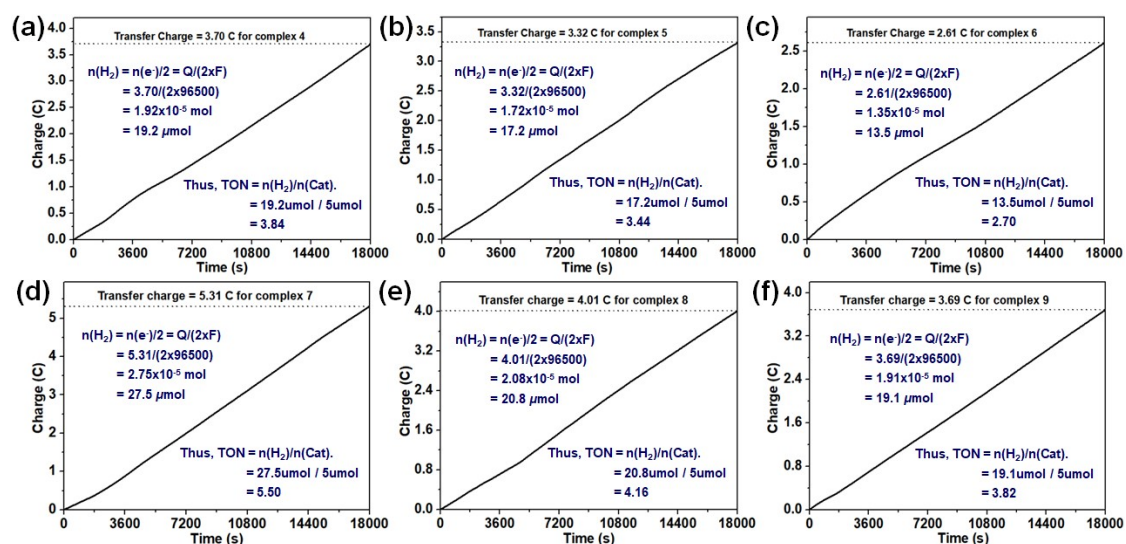 (a)
Transfer Charge = 3.70 C for complex 4
n(H₂) = n(e⁻)/2 = Q/(2xF)
= 3.70/(2x96500)
= 1.92x10⁻⁵ mol
= 19.2 µmol
Thus, TON = n(H₂)/n(Cat).
= 19.2umol / 5umol
= 3.84
Charge (C)
4.0
3.5
3.0
2.5
2.0
1.5
1.0
0.5
0.0
0 3600 7200 10800 14400 18000
Time (s)
(b)
Transfer Charge = 3.32 C for complex 5
n(H₂) = n(e⁻)/2 = Q/(2xF)
= 3.32/(2x96500)
= 1.72x10⁻⁵ mol
= 17.2 µmol
Thus, TON = n(H₂)/n(Cat).
= 17.2umol / 5umol
= 3.44
Charge (C)
3.5
3.0
2.5
2.0
1.5
1.0
0.5
0.0
0 3600 7200 10800 14400 18000
Time (s)
(c)
Transfer Charge = 2.61 C for complex 6
n(H₂) = n(e⁻)/2 = Q/(2xF)
= 2.61/(2x96500)
= 1.35x10⁻⁵ mol
= 13.5 µmol
Thus, TON = n(H₂)/n(Cat).
= 13.5umol / 5umol
= 2.70
Charge (C)
2.5
2.0
1.5
1.0
0.5
0.0
0 3600 7200 10800 14400 18000
Time (s)
(d)
Transfer charge = 5.31 C for complex 7
n(H₂) = n(e⁻)/2 = Q/(2xF)
= 5.31/(2x96500)
= 2.75x10⁻⁵ mol
= 27.5 µmol
Thus, TON = n(H₂)/n(Cat).
= 27.5umol / 5umol
= 5.50
Charge (C)
5
4
3
2
1
0
0 3600 7200 10800 14400 18000
Time (s)
(e)
Transfer charge = 4.01 C for complex 8
n(H₂) = n(e⁻)/2 = Q/(2xF)
= 4.01/(2x96500)
= 2.08x10⁻⁵ mol
= 20.8 µmol
Thus, TON = n(H₂)/n(Cat).
= 20.8umol / 5umol
= 4.16
Charge (C)
4.0
3.2
2.4
1.6
0.8
0.0
0 3600 7200 10800 14400 18000
Time (s)
(f)
Transfer charge = 3.69 C for complex 9
n(H₂) = n(e⁻)/2 = Q/(2xF)
= 3.69/(2x96500)
= 1.91x10⁻⁵ mol
= 19.1 µmol
Thus, TON = n(H₂)/n(Cat).
= 19.1umol / 5umol
= 3.82
Charge (C)
4.0
3.2
2.4
1.6
0.8
0.0
0 3600 7200 10800 14400 18000
Time (s)